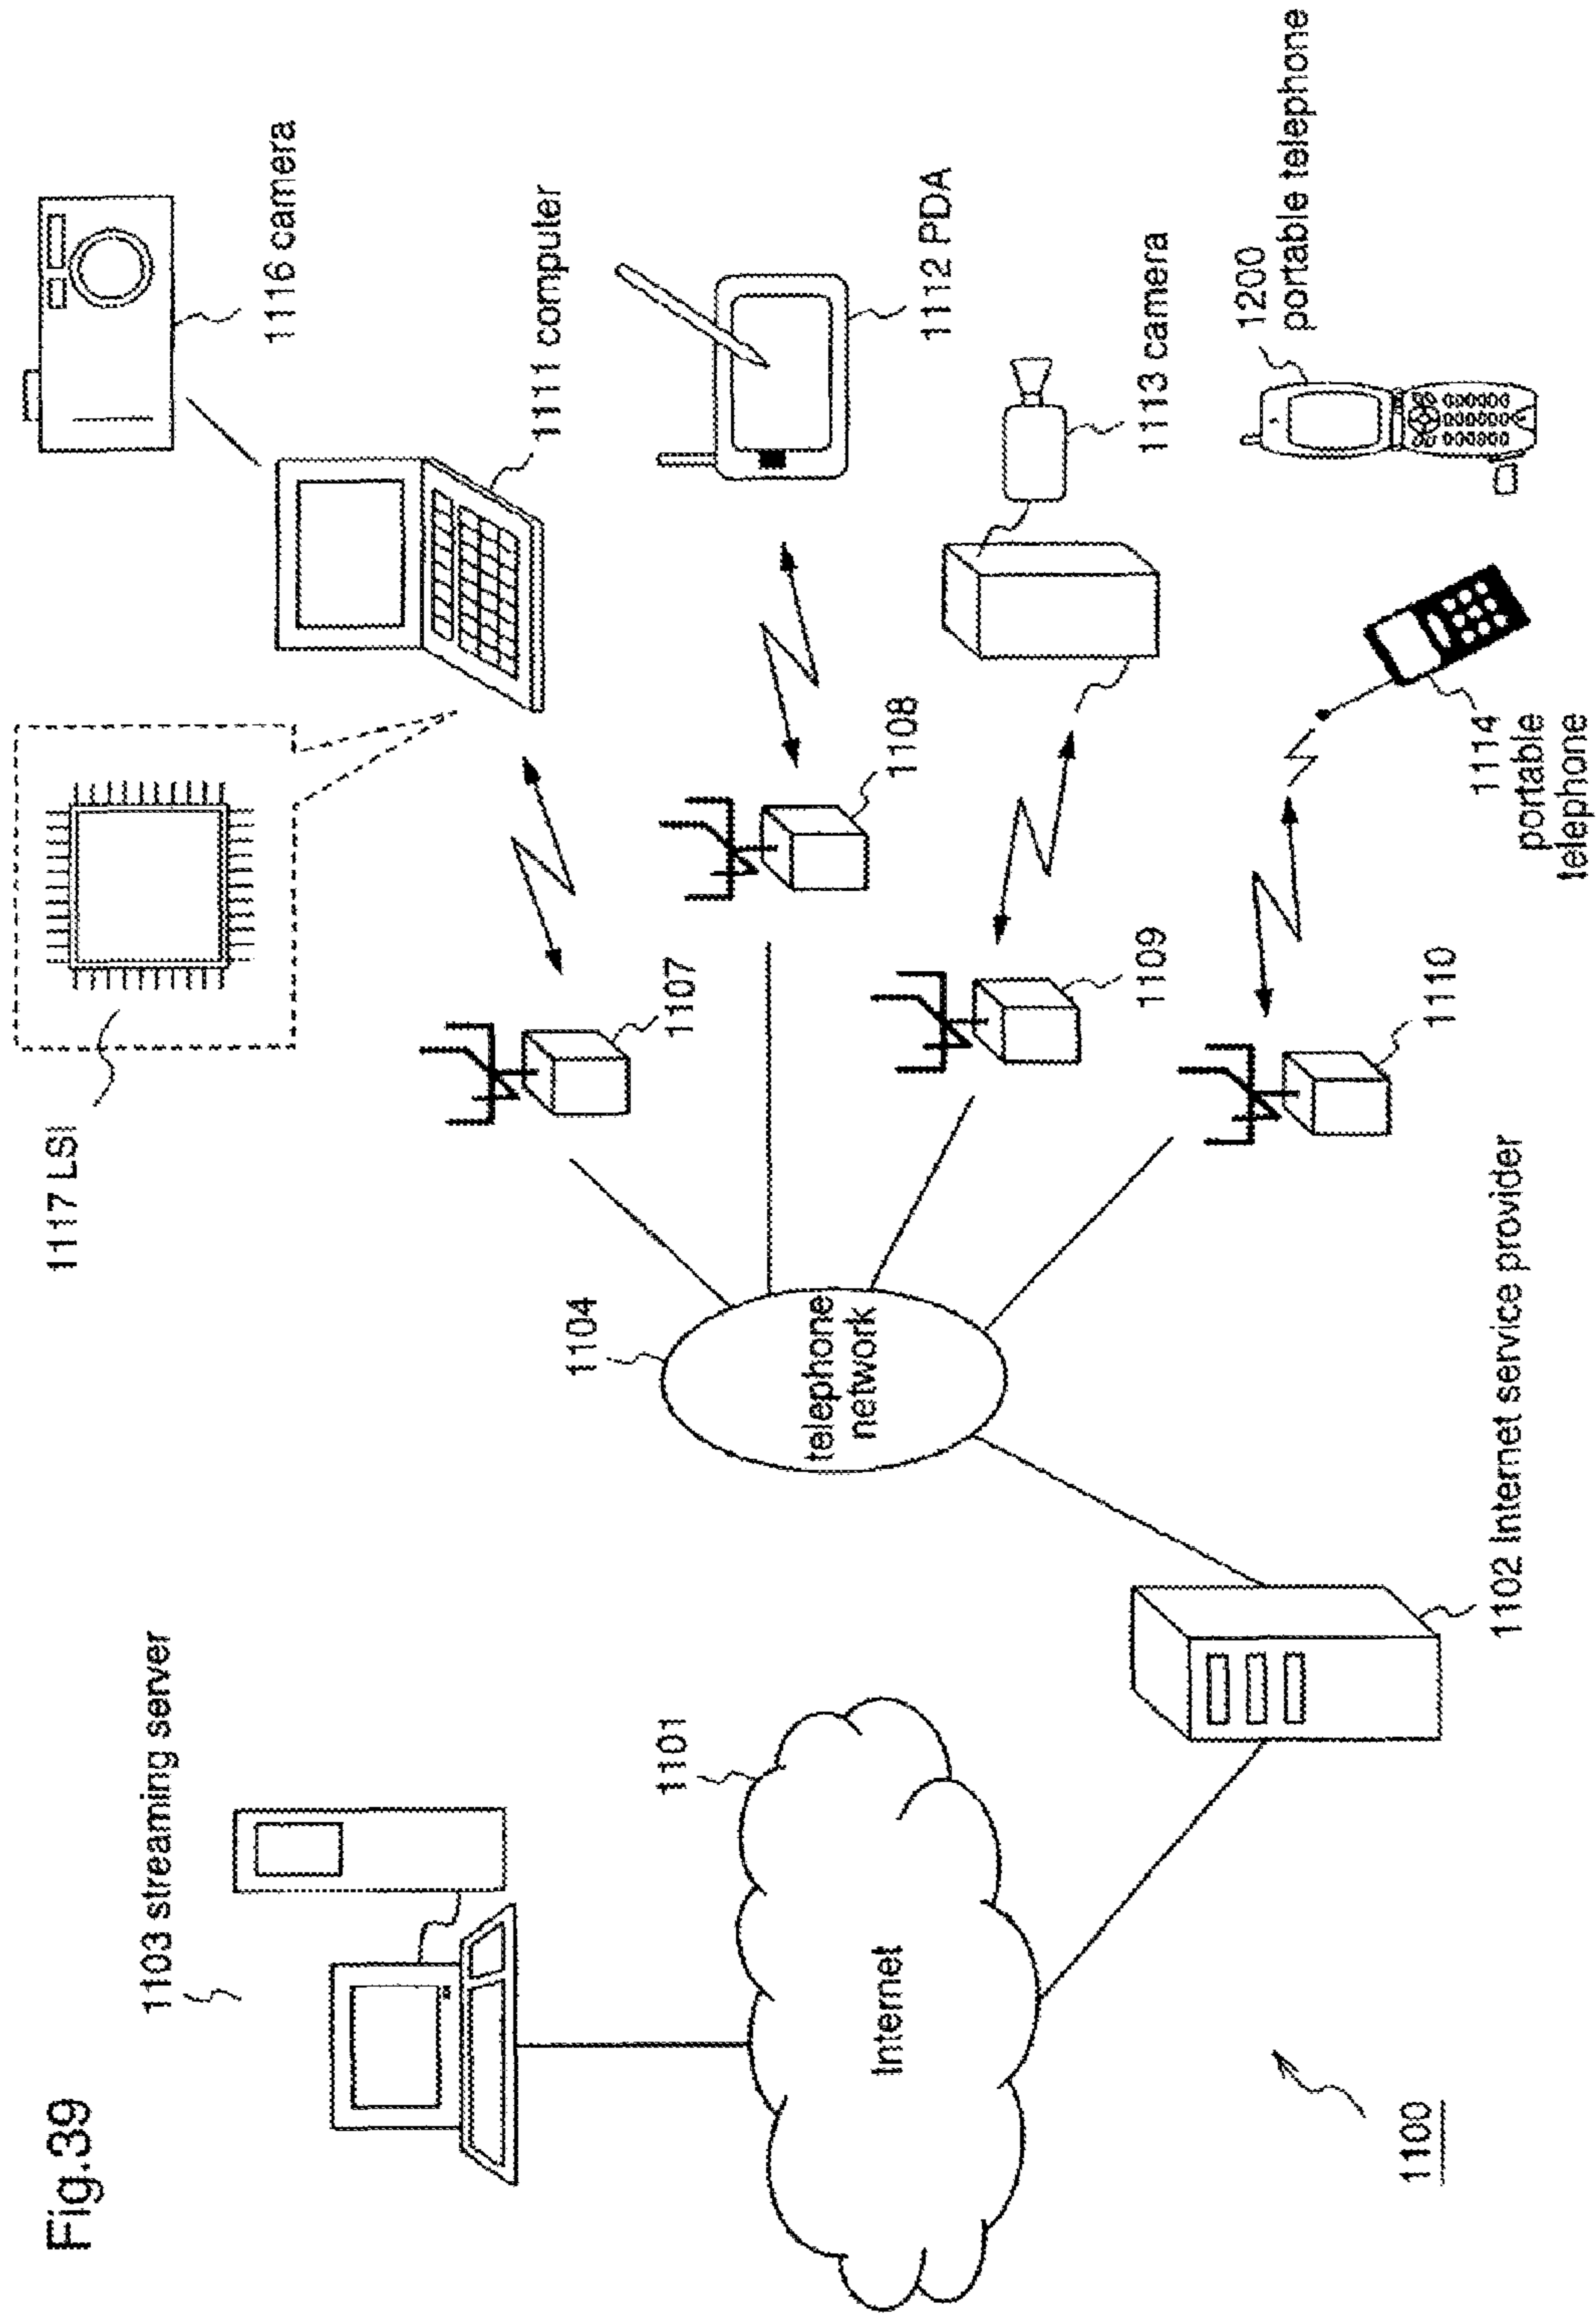 Fig.39
1103 streaming server
1117 LSI
1116 camera
1111 computer
1107
1104
1101
1108
1112 PDA
telephone
network
Internet
1109
1113 camera
1110
1200
portable telephone
1114
portable
telephone
1100
1102 Internet service provider